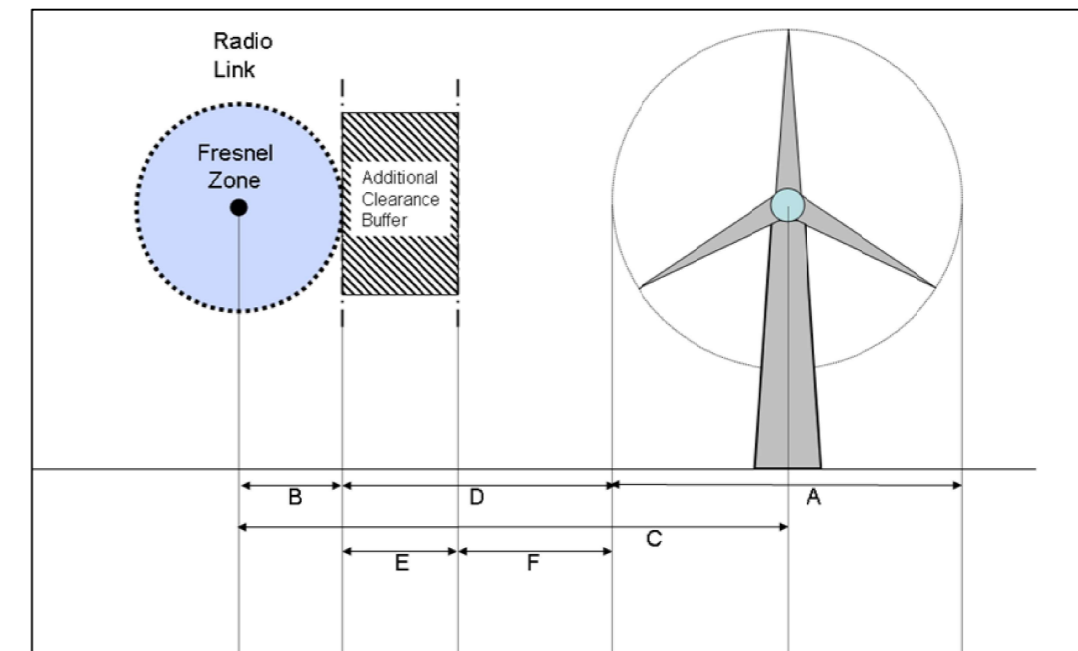 Radio
Link
Fresnel
Zone
Additional
Clearance
Buffer
B
D
A
C
E
F